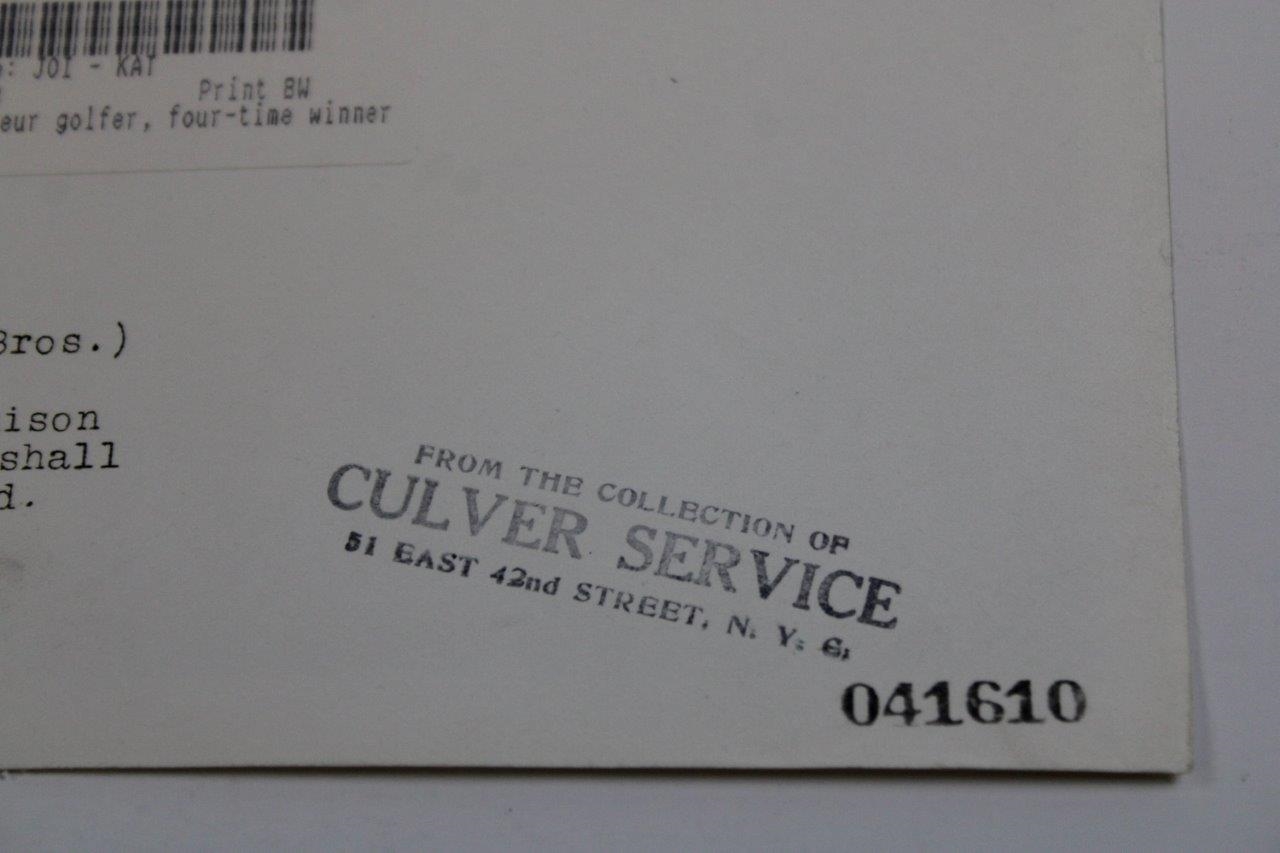 : JOI - KAT
Print BW
eur golfer, four-time winner
Bros.)
ison
shall
d.
FROM THE COLLECTION OF
CULVER SERVICE
51 EAST 42nd STREET, N. Y. C.
041610